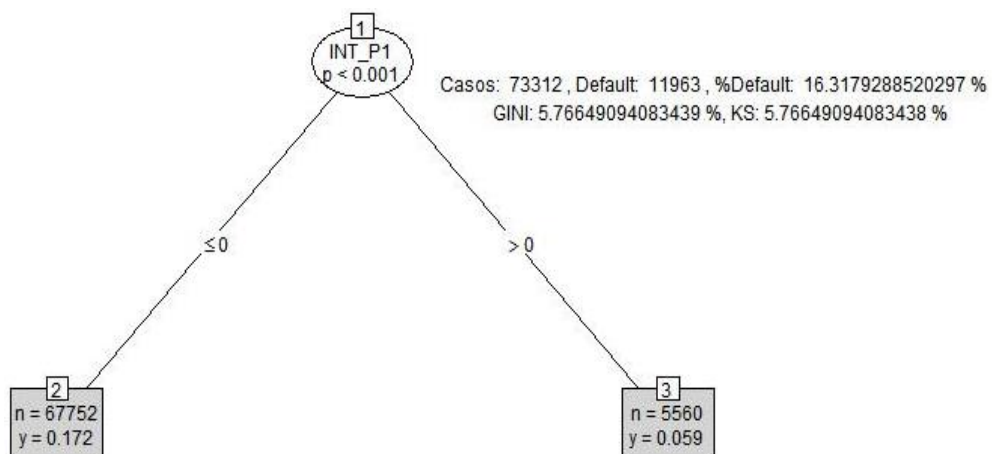 1
INT_P1
p < 0.001
Casos: 73312 , Default: 11963 , %Default: 16.3179288520297 %
GINI: 5.76649094083439 %, KS: 5.76649094083438 %
≤ 0
> 0
2
n = 67752
y = 0.172
3
n = 5560
y = 0.059